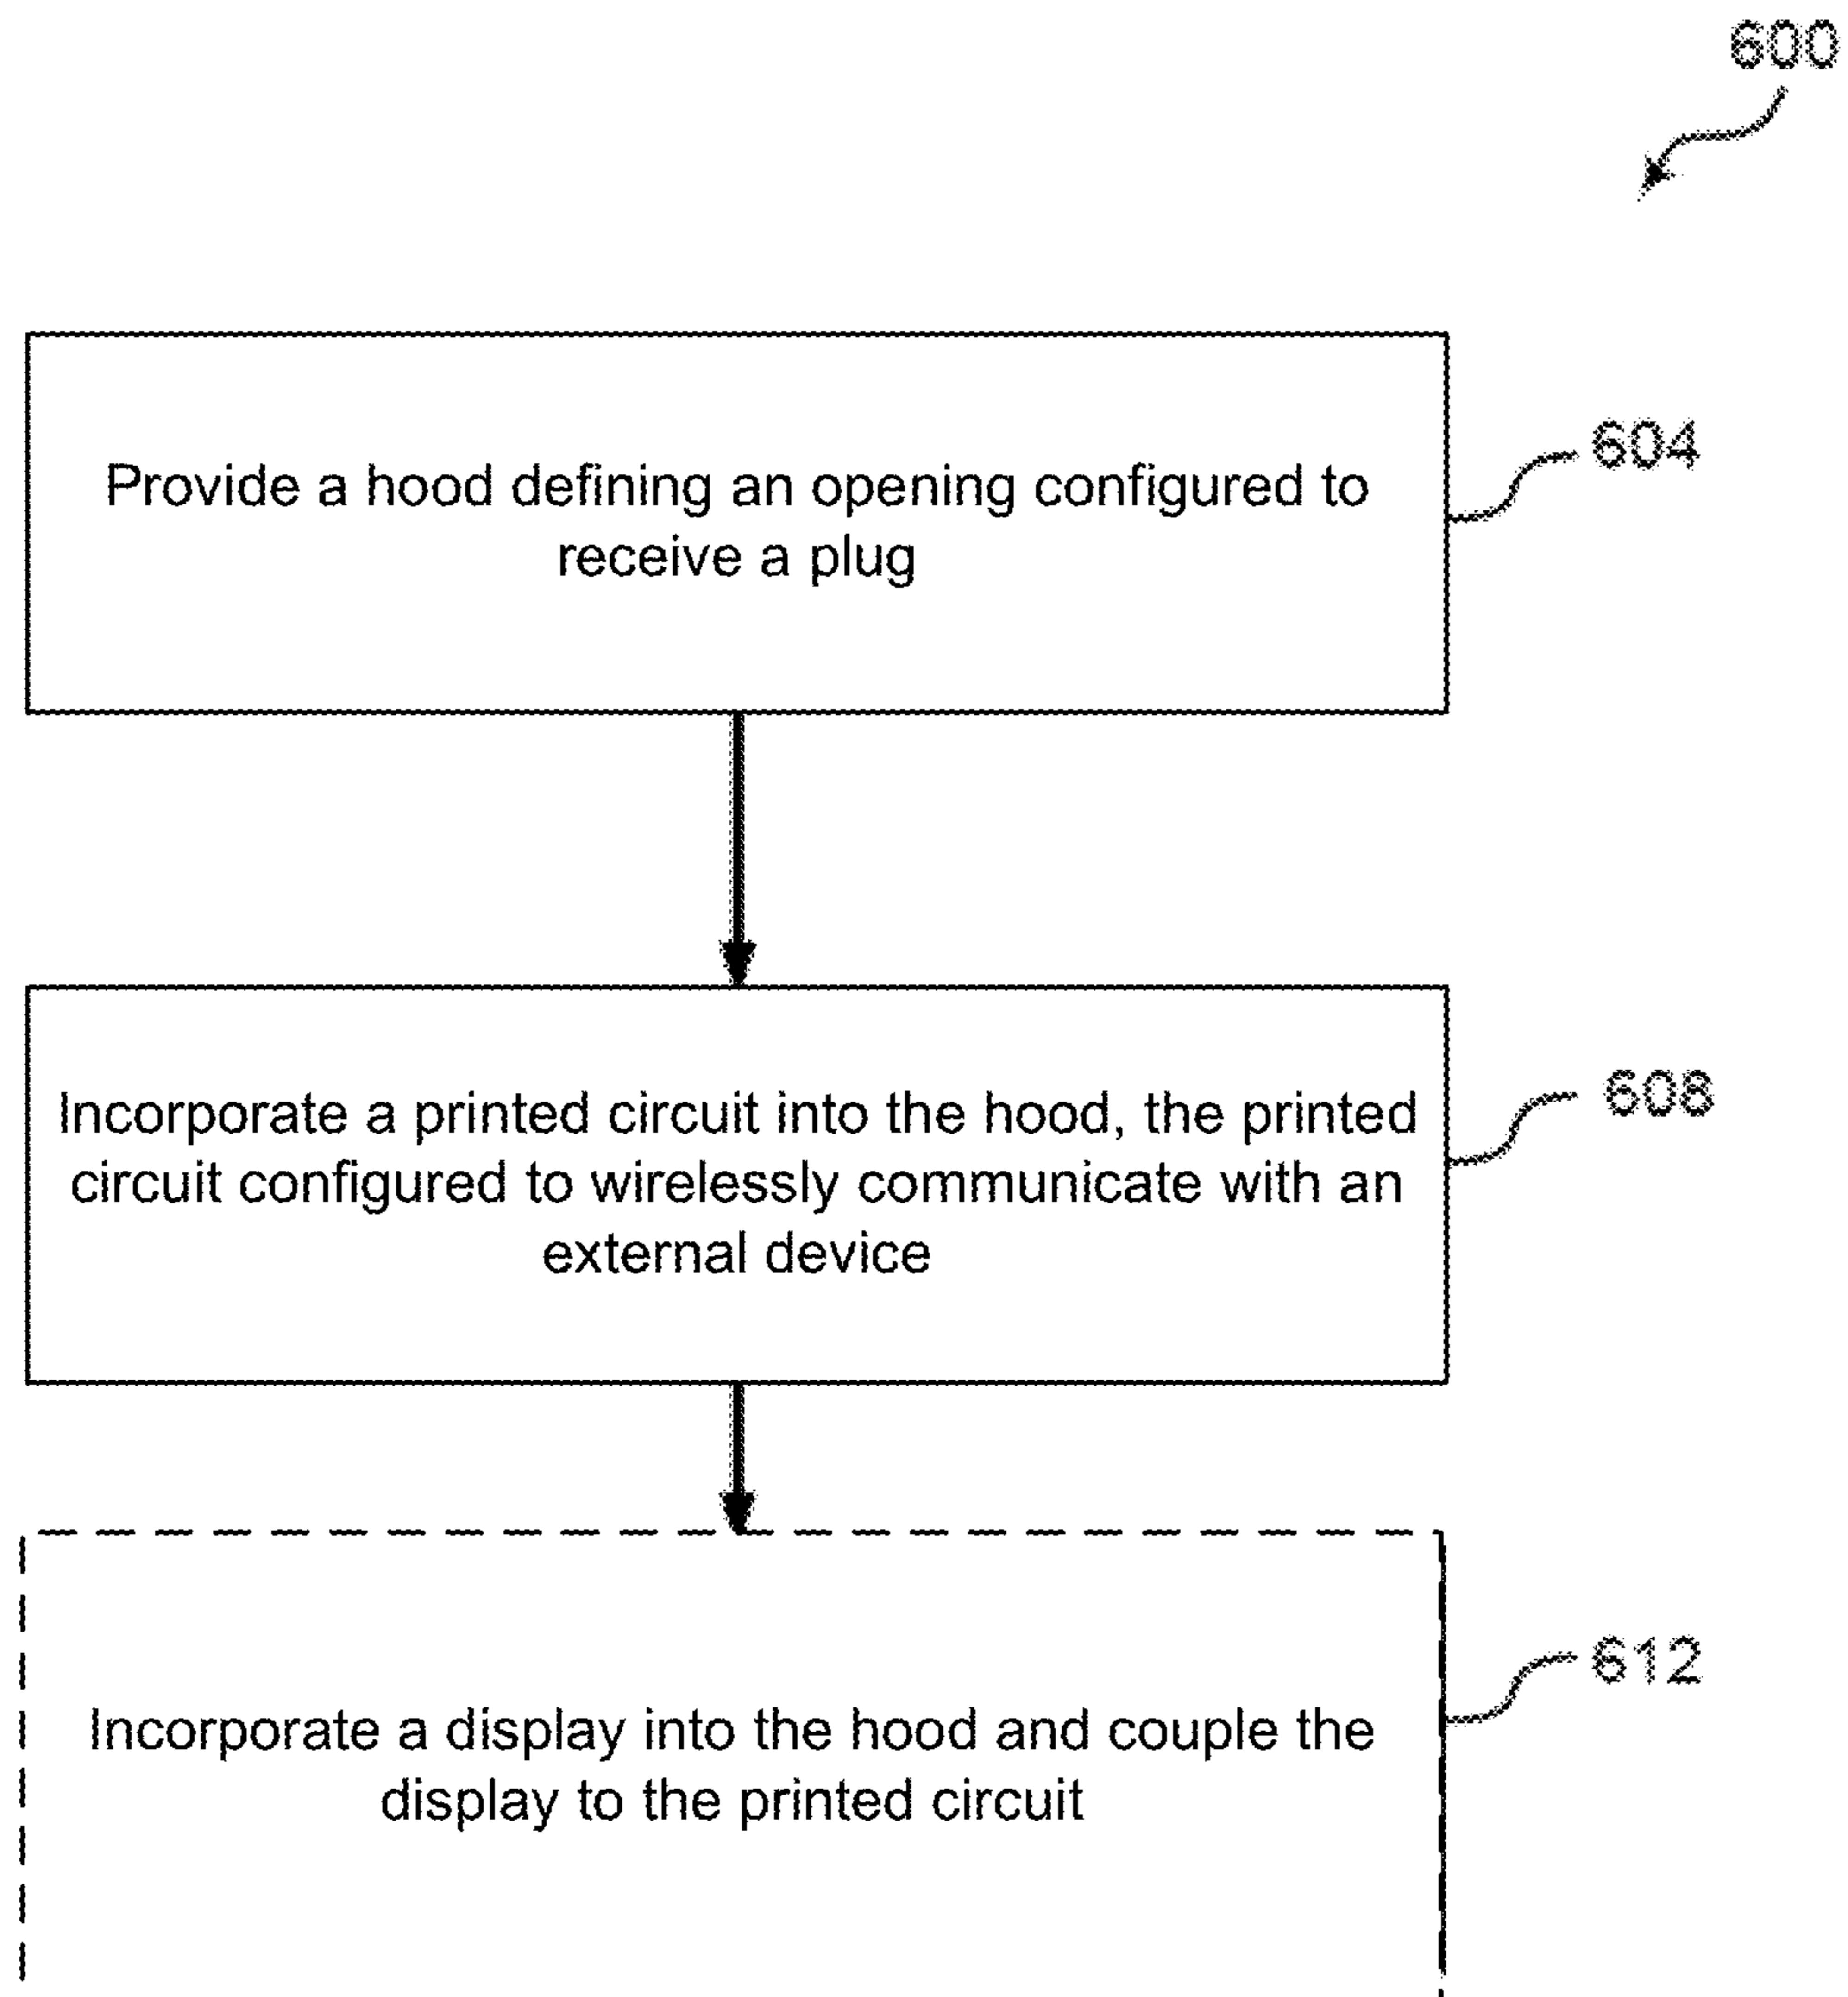 600
Provide a hood defining an opening configured to
receive a plug
604
Incorporate a printed circuit into the hood, the printed
circuit configured to wirelessly communicate with an
external device
608
Incorporate a display into the hood and couple the
display to the printed circuit
612